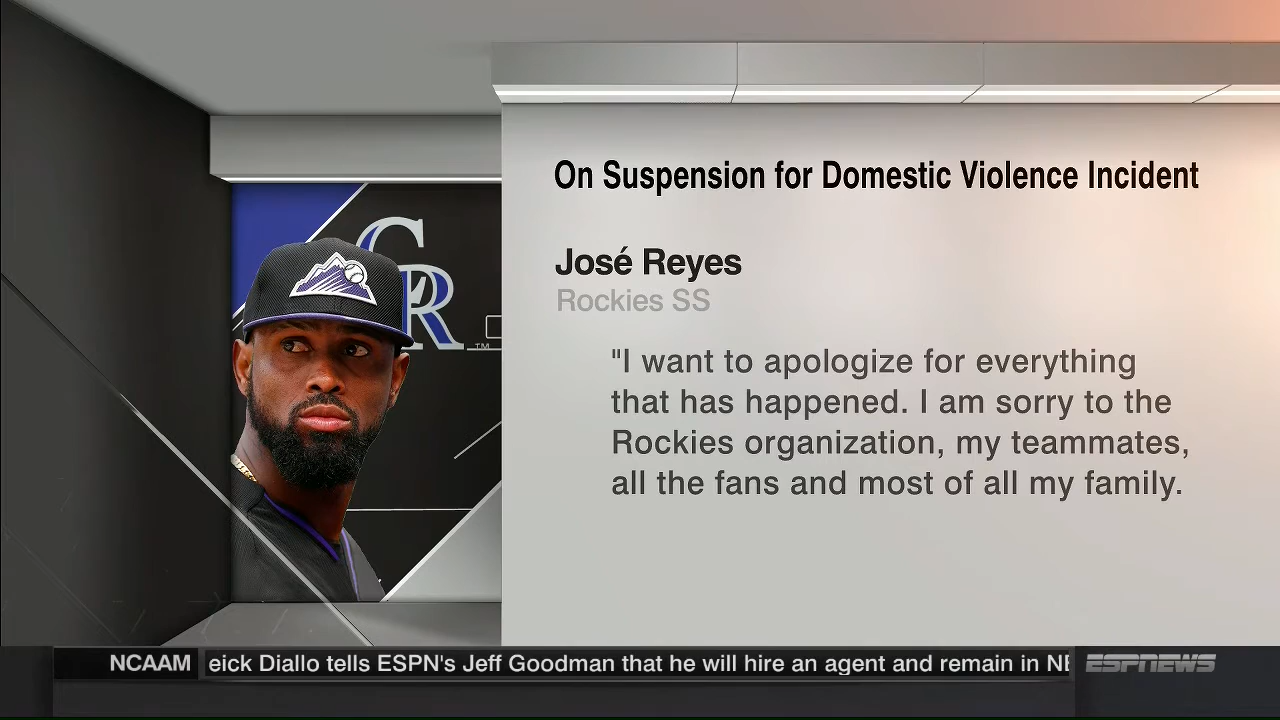 On Suspension for Domestic Violence Incident
José Reyes
Rockies SS
"I want to apologize for everything
that has happened. I am sorry to the
Rockies organization, my teammates,
all the fans and most of all my family.
CR
TM
NCAAM eick Diallo tells ESPN's Jeff Goodman that he will hire an agent and remain in ESPNEWS